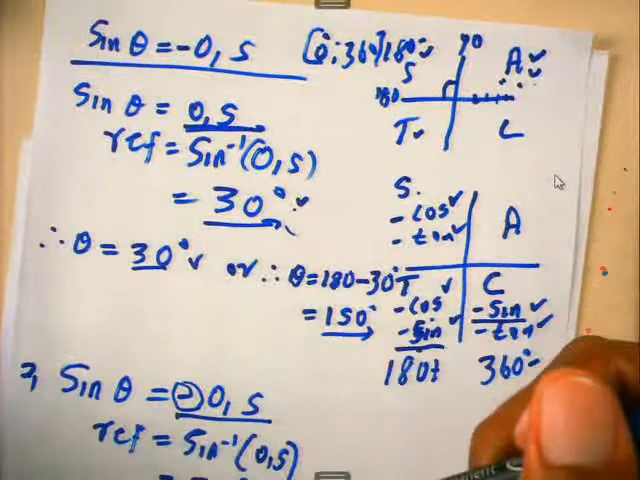 Sin θ = -0,5 [0; 360] 180°
90
S A
180
T C
Sin θ = 0,5
ref = Sin⁻¹(0,5)
= 30°
∴ θ = 30° or ∴ θ = 180 - 30°
= 150°
S
- cos
- tan
A
T
- cos
- Sin
180+
C
- Sin
- tan
360° -
2, Sin θ = - 0,5
ref = Sin⁻¹(0,5)